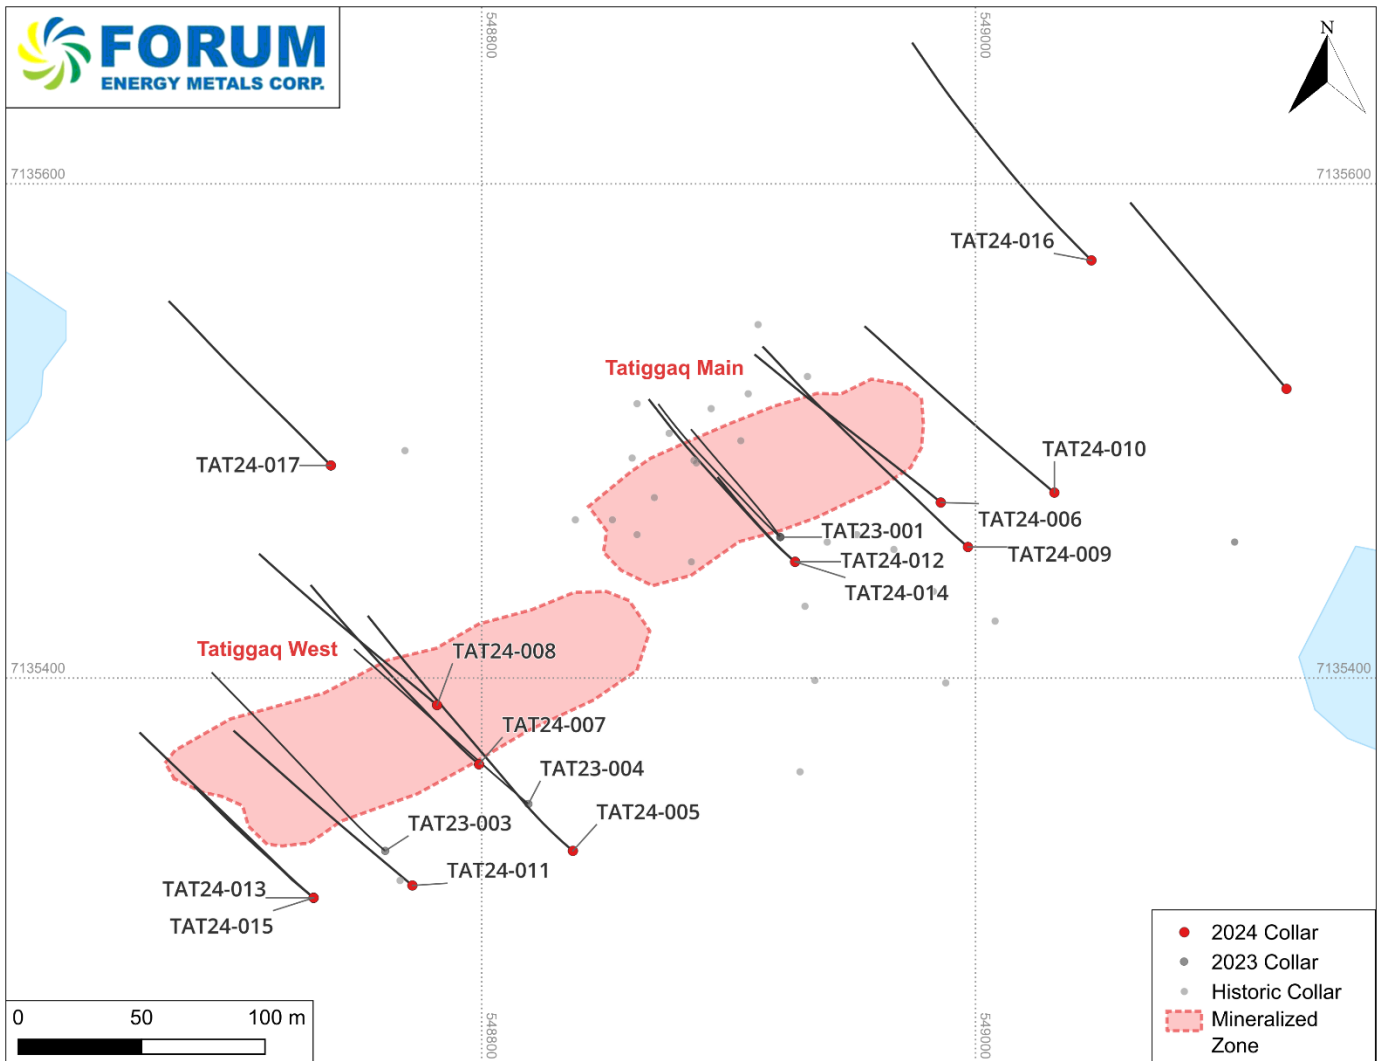 FORUM
ENERGY METALS CORP.
548800
549000
N
7135600
7135600
TAT24-016
Tatiggaq Main
TAT24-010
TAT24-017
TAT24-006
TAT23-001
TAT24-009
TAT24-012
TAT24-014
Tatiggaq West
TAT24-008
7135400
7135400
TAT24-007
TAT23-004
TAT24-005
TAT23-003
TAT24-011
TAT24-013
TAT24-015
2024 Collar
2023 Collar
Historic Collar
Mineralized
Zone
0 50 100 m
548800
549000